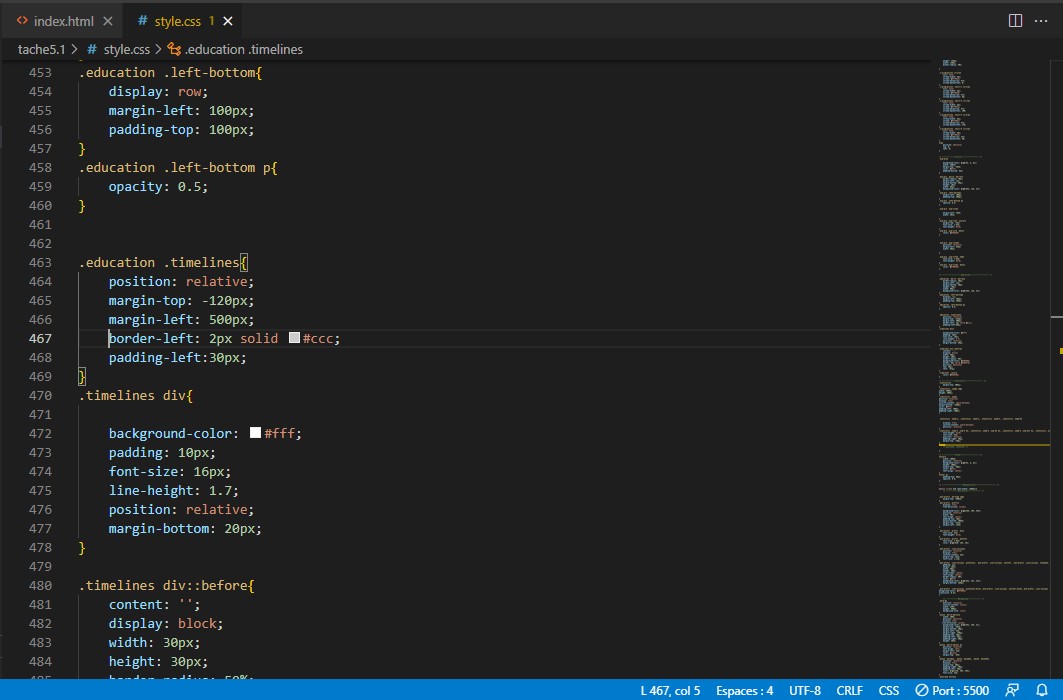 index.html
style.css 1
tache5.1 > # style.css > .education .timelines
453 .education .left-bottom{
454 display: row;
455 margin-left: 100px;
456 padding-top: 100px;
457 }
458 .education .left-bottom p{
459 opacity: 0.5;
460 }
461
462
463 .education .timelines{
464 position: relative;
465 margin-top: -120px;
466 margin-left: 500px;
467 border-left: 2px solid #ccc;
468 padding-left:30px;
469 }
470 .timelines div{
471
472 background-color: #fff;
473 padding: 10px;
474 font-size: 16px;
475 line-height: 1.7;
476 position: relative;
477 margin-bottom: 20px;
478 }
479
480 .timelines div::before{
481 content: '';
482 display: block;
483 width: 30px;
484 height: 30px;
485 border-radius: 50%;
L 467, col 5 Espaces : 4 UTF-8 CRLF CSS Port : 5500